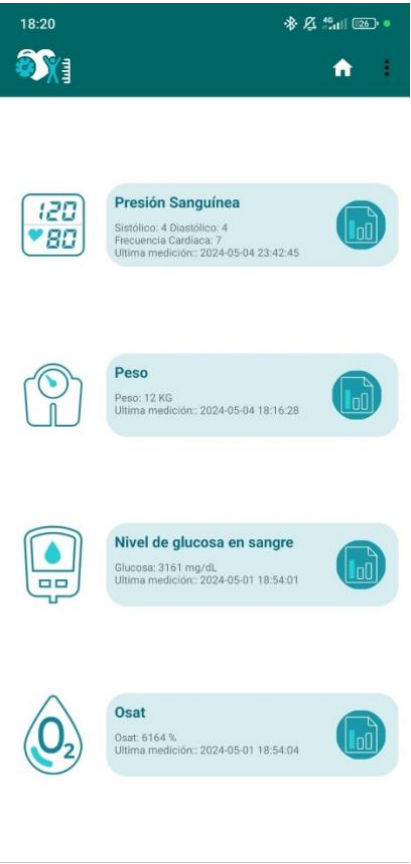 18:20
4G
26
120
80
Presión Sanguínea
Sistólico: 4 Diastólico: 4
Frecuencia Cardiaca: 7
Ultima medición:: 2024-05-04 23:42:45
Peso
Peso: 12 KG
Ultima medición:: 2024-05-04 18:16:28
Nivel de glucosa en sangre
Glucosa: 3161 mg/dL
Ultima medición:: 2024-05-01 18:54:01
O2
Osat
Osat: 6164 %
Ultima medición:: 2024-05-01 18:54:04